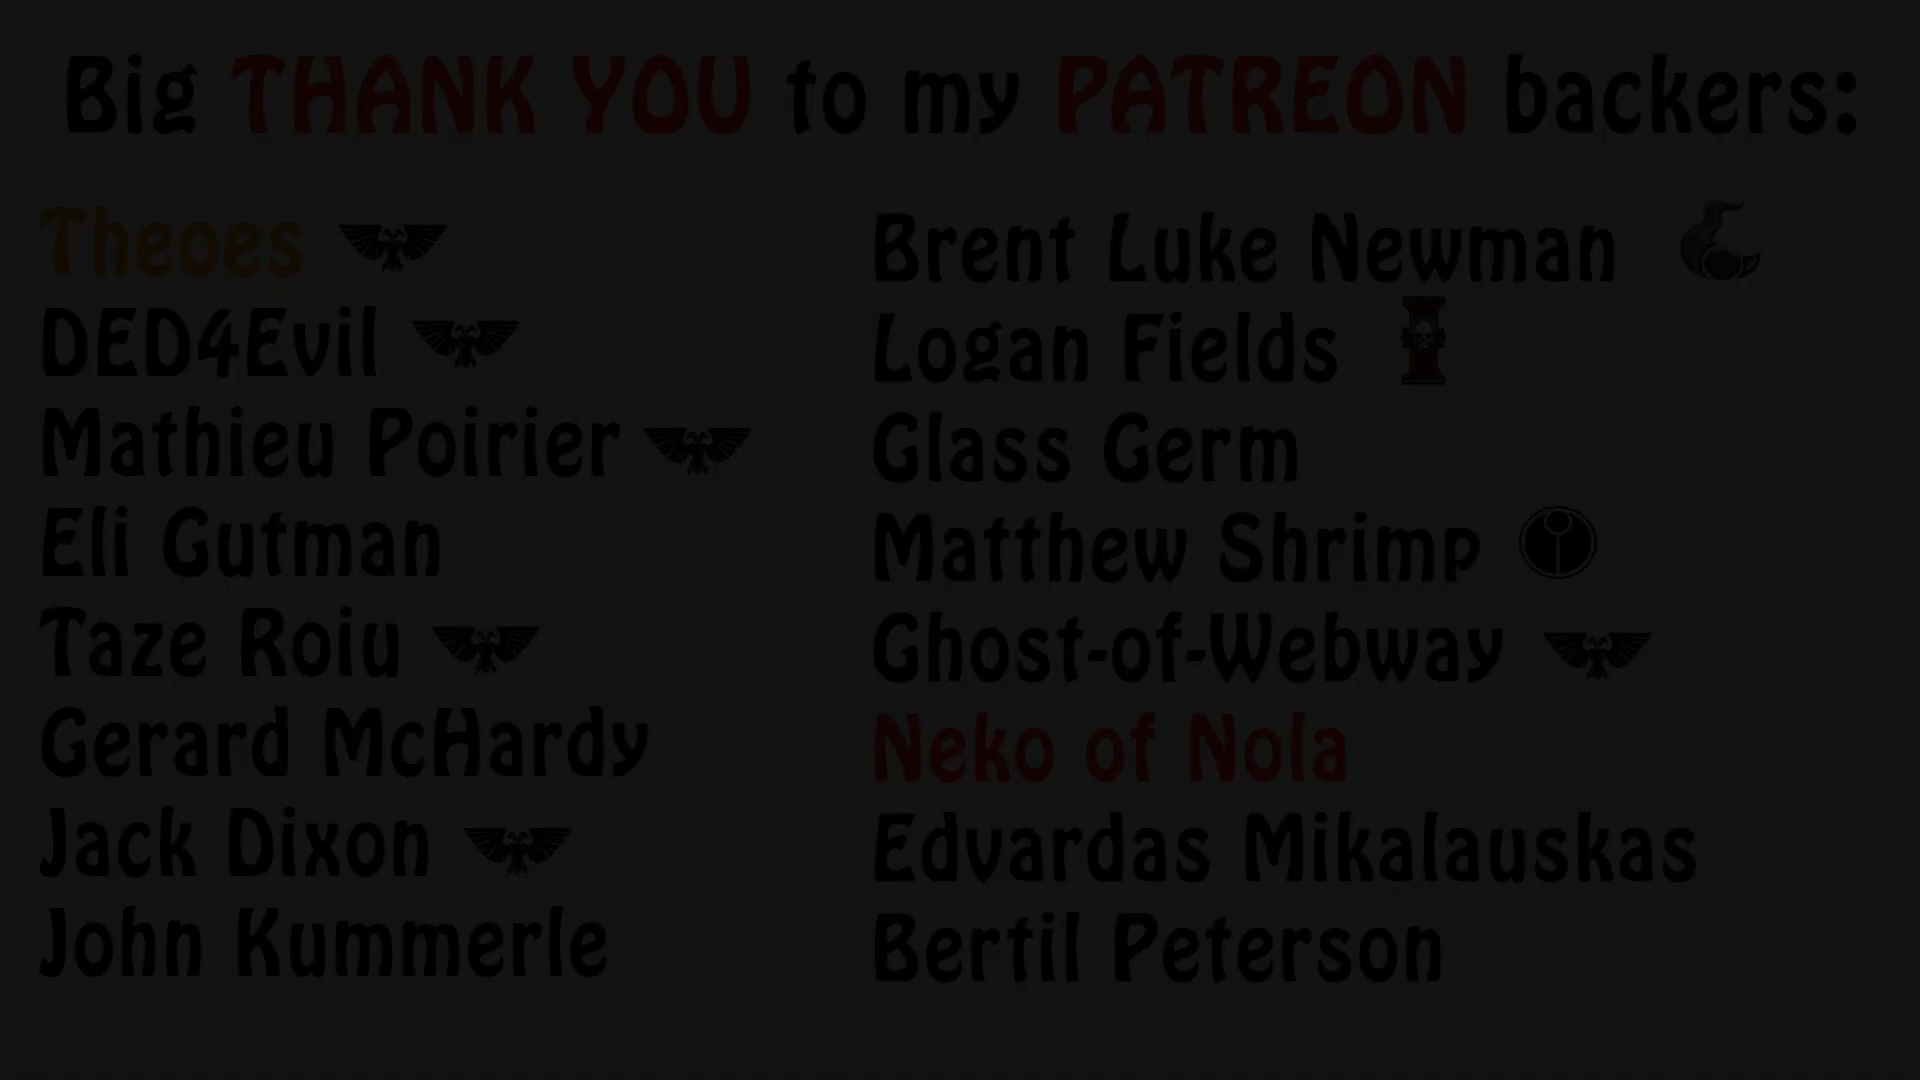 Big THANK YOU to my PATREON backers:
Theoes
DED4Evil
Mathieu Poirier
Eli Gutman
Taze Roiu
Gerard McHardy
Jack Dixon
John Kummerle
Brent Luke Newman
Logan Fields
Glass Germ
Matthew Shrimp
Ghost-of-Webway
Neko of Nola
Edvardas Mikalauskas
Bertil Peterson